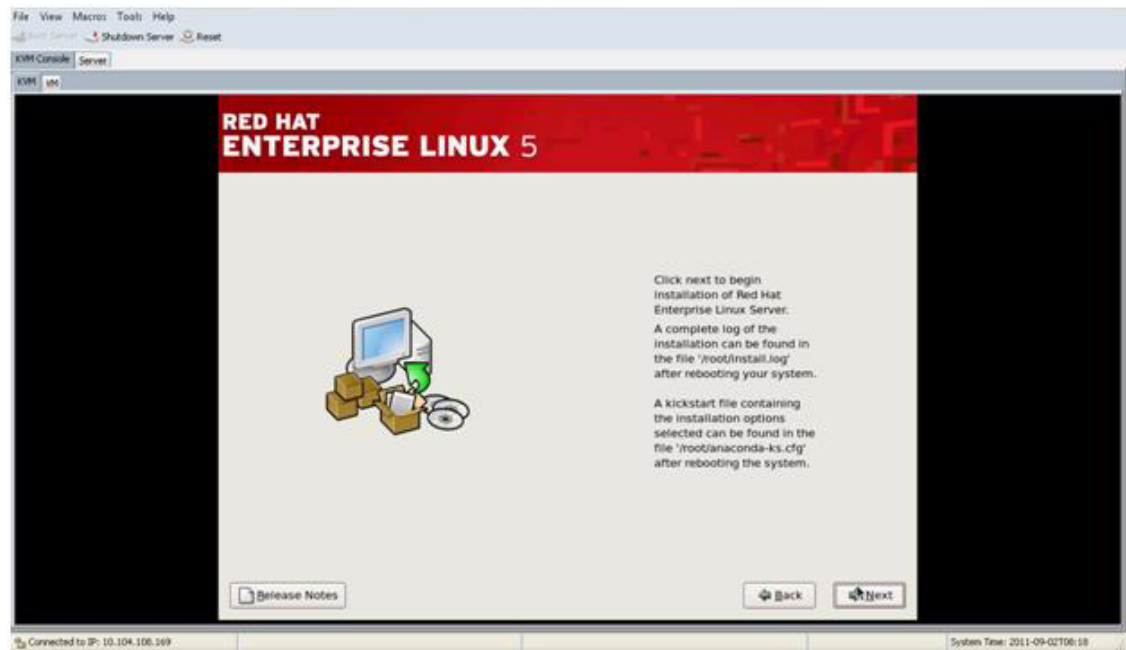 File View Macros Tools Help
Boot Server Shutdown Server Reset
KVM Console Server
KVM VM
RED HAT
ENTERPRISE LINUX 5
Click next to begin
installation of Red Hat
Enterprise Linux Server.
A complete log of the
installation can be found in
the file '/root/install.log'
after rebooting your system.
A kickstart file containing
the installation options
selected can be found in the
file '/root/anaconda-ks.cfg'
after rebooting the system.
Release Notes Back Next
Connected to IP: 10.104.108.169 System Time: 2011-09-02T06:18